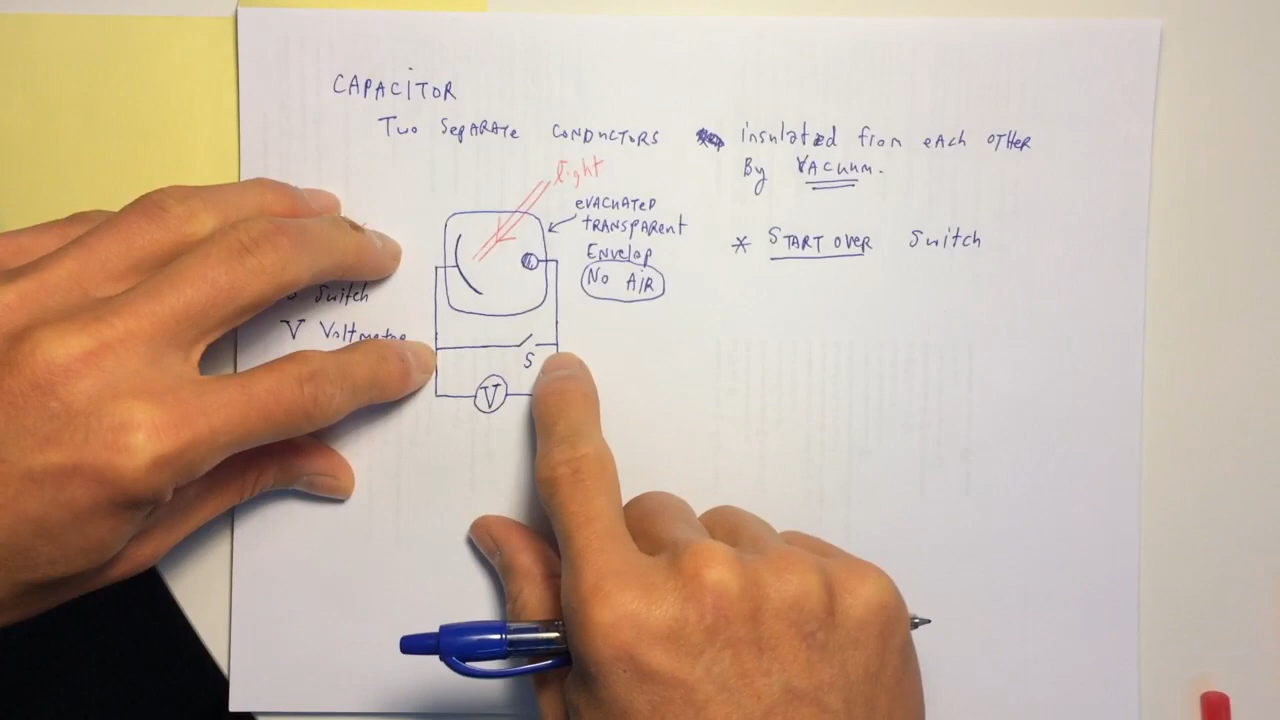 CAPACITOR
Two SEPARATE CONDUCTORS insulated from each OTHER
By VACUUM.
light
EVACUATED
TRANSPARENT
Envelop
No AiR
* START OVER Switch
S Switch
V Voltmeter
S
V